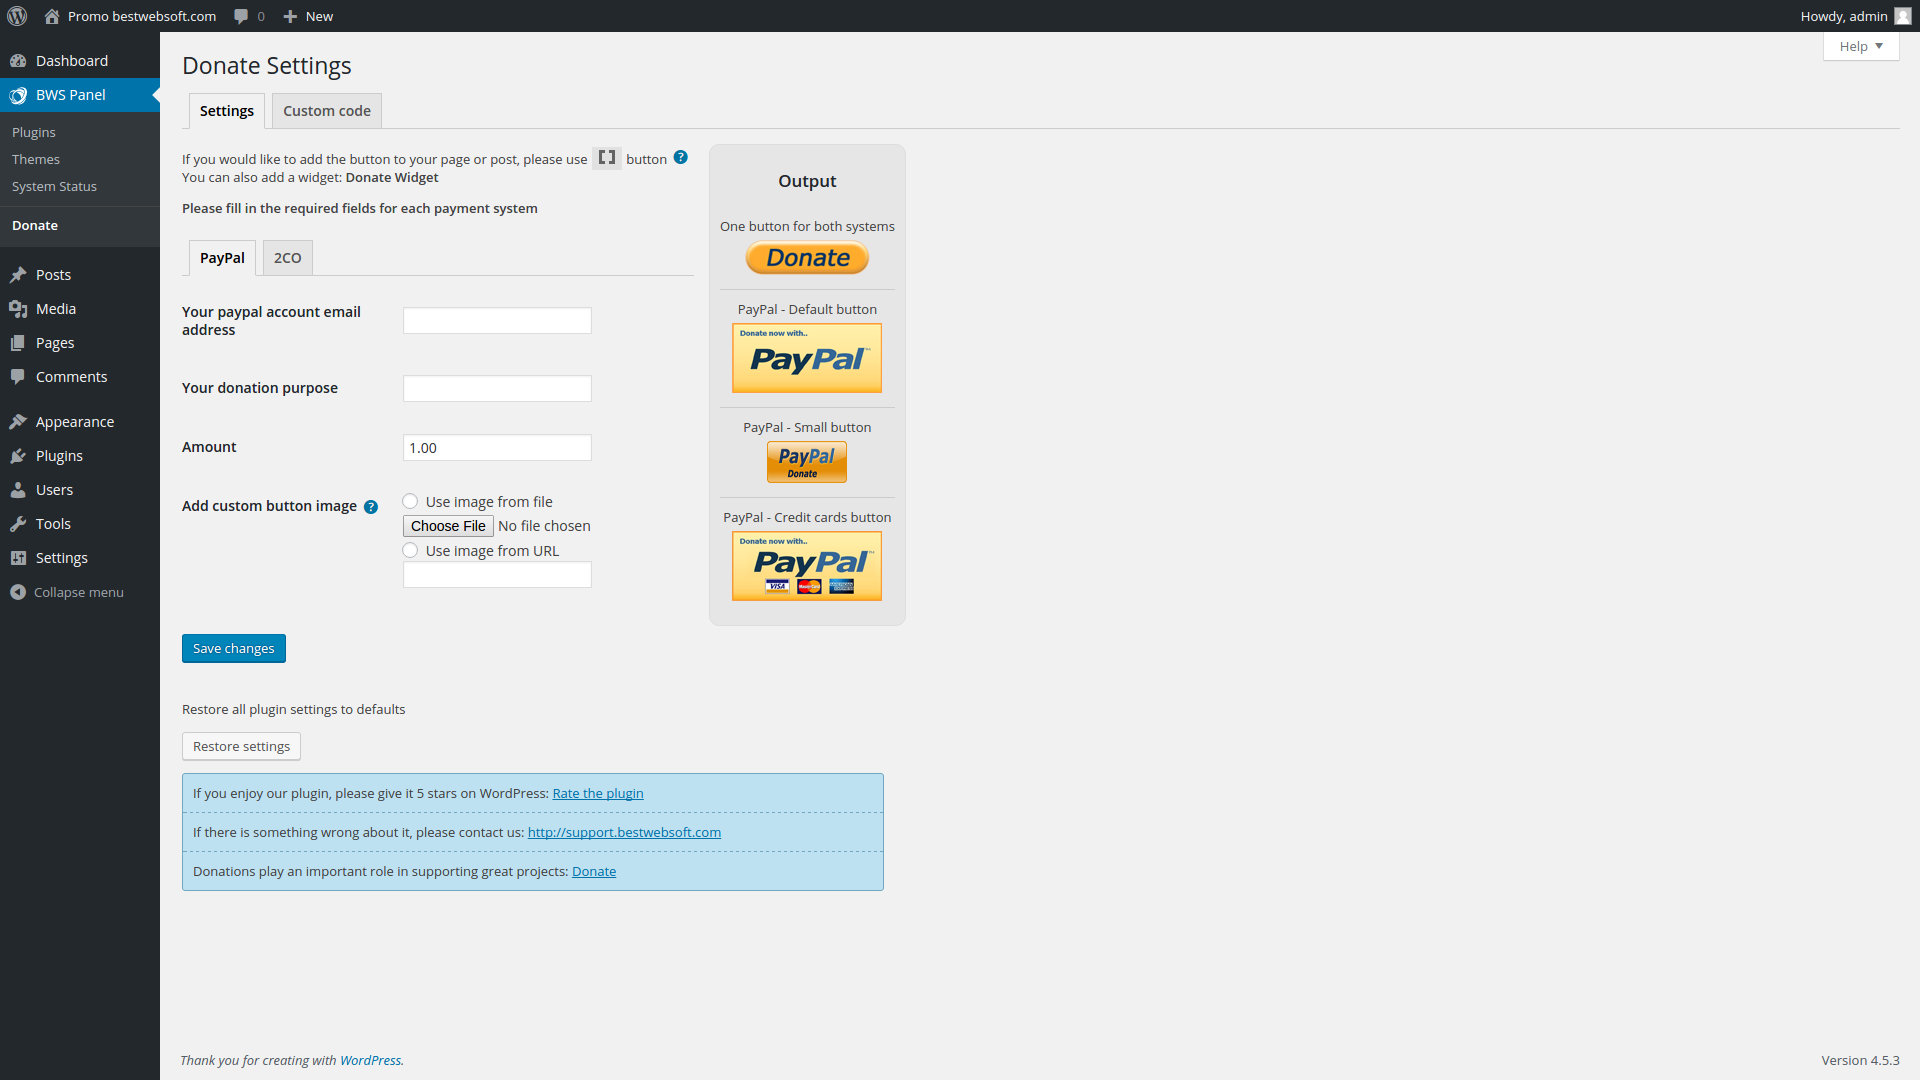 Promo bestwebsoft.com
0
New
Howdy, admin
Help
Dashboard
BWS Panel
Plugins
Themes
System Status
Donate
Posts
Media
Pages
Comments
Appearance
Plugins
Users
Tools
Settings
Collapse menu
Donate Settings
Settings
Custom code
If you would like to add the button to your page or post, please use [ ] button ?
You can also add a widget: Donate Widget
Please fill in the required fields for each payment system
PayPal
2CO
Your paypal account email
address
Your donation purpose
Amount
1.00
Add custom button image ?
Use image from file
Choose File No file chosen
Use image from URL
Save changes
Output
One button for both systems
Donate
PayPal - Default button
Donate now with..
PayPal™
PayPal - Small button
PayPal
Donate
PayPal - Credit cards button
Donate now with..
PayPal™
VISA
MasterCard
Restore all plugin settings to defaults
Restore settings
If you enjoy our plugin, please give it 5 stars on WordPress: Rate the plugin
If there is something wrong about it, please contact us: http://support.bestwebsoft.com
Donations play an important role in supporting great projects: Donate
Thank you for creating with WordPress.
Version 4.5.3